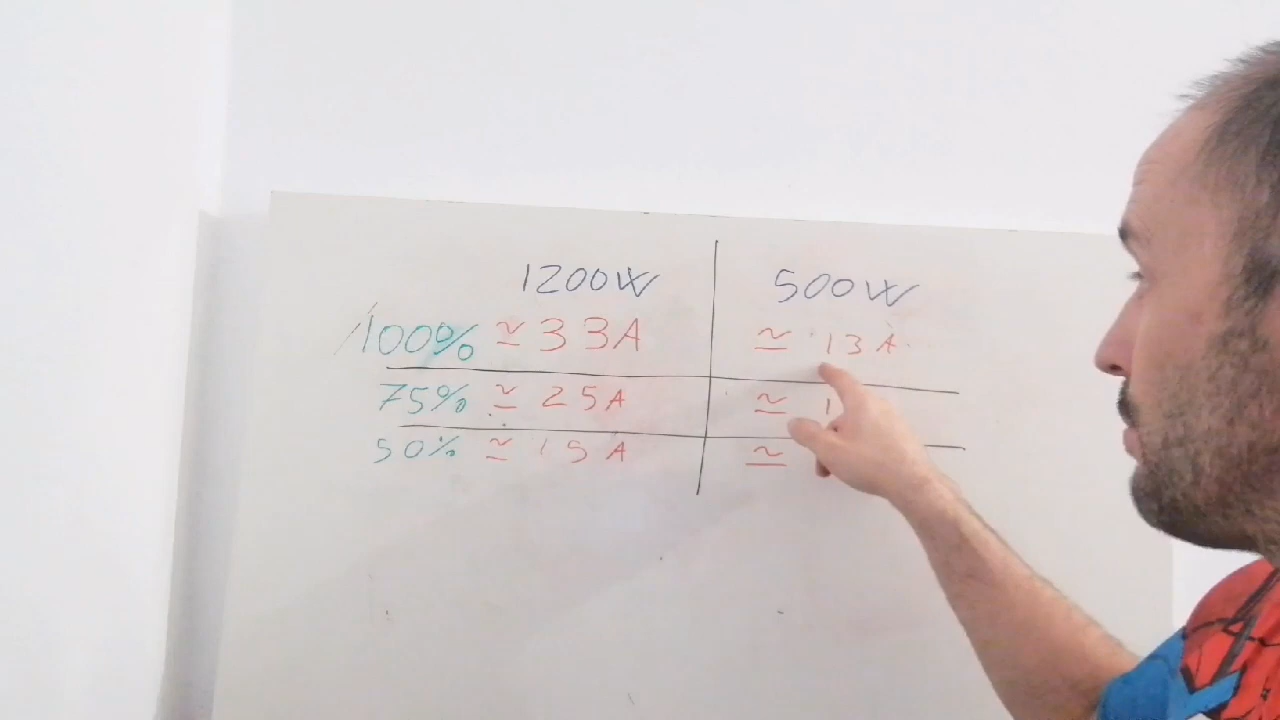 1200W 500W
100% ≃ 33A ≃ 13A
75% ≃ 25A ≃
50% ≃ 15A ≃